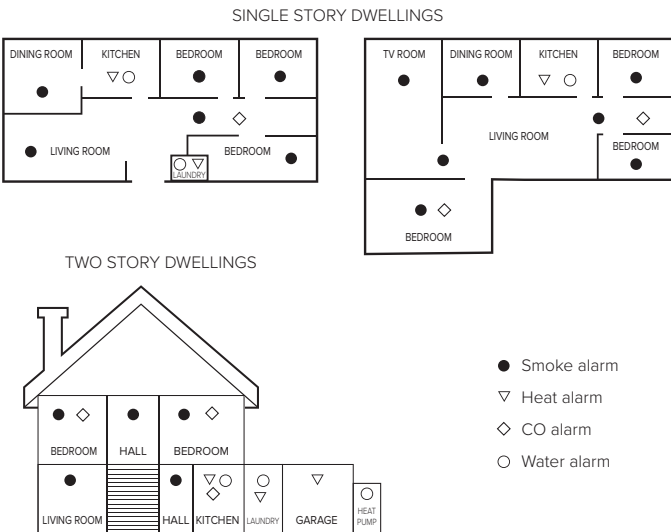 SINGLE STORY DWELLINGS
DINING ROOM
KITCHEN
BEDROOM
BEDROOM
LIVING ROOM
LAUNDRY
BEDROOM
TV ROOM
DINING ROOM
KITCHEN
BEDROOM
LIVING ROOM
BEDROOM
BEDROOM
TWO STORY DWELLINGS
BEDROOM
HALL
BEDROOM
LIVING ROOM
HALL
KITCHEN
LAUNDRY
GARAGE
HEAT
PUMP
Smoke alarm
Heat alarm
CO alarm
Water alarm